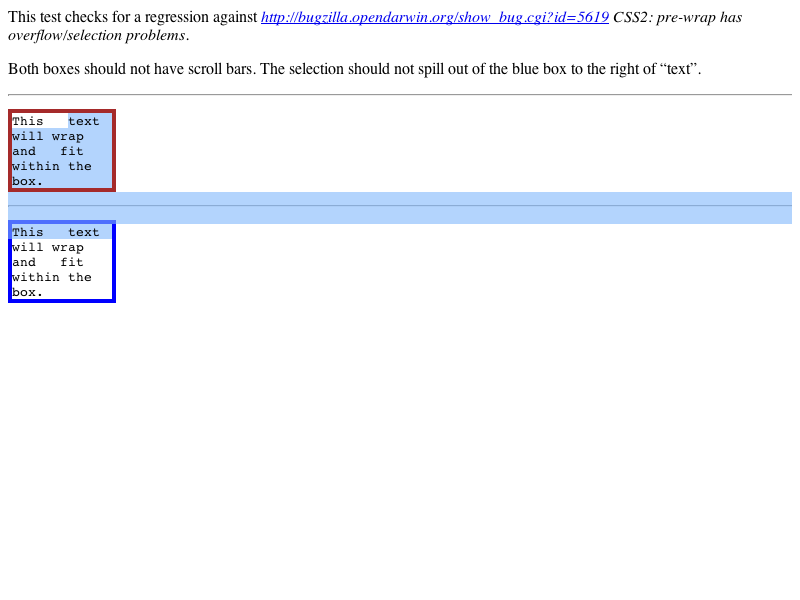 This test checks for a regression against http://bugzilla.opendarwin.org/show_bug.cgi?id=5619 CSS2: pre-wrap has
overflow/selection problems.
Both boxes should not have scroll bars. The selection should not spill out of the blue box to the right of “text”.
This   text
will wrap
and   fit
within the
box.
This   text
will wrap
and   fit
within the
box.